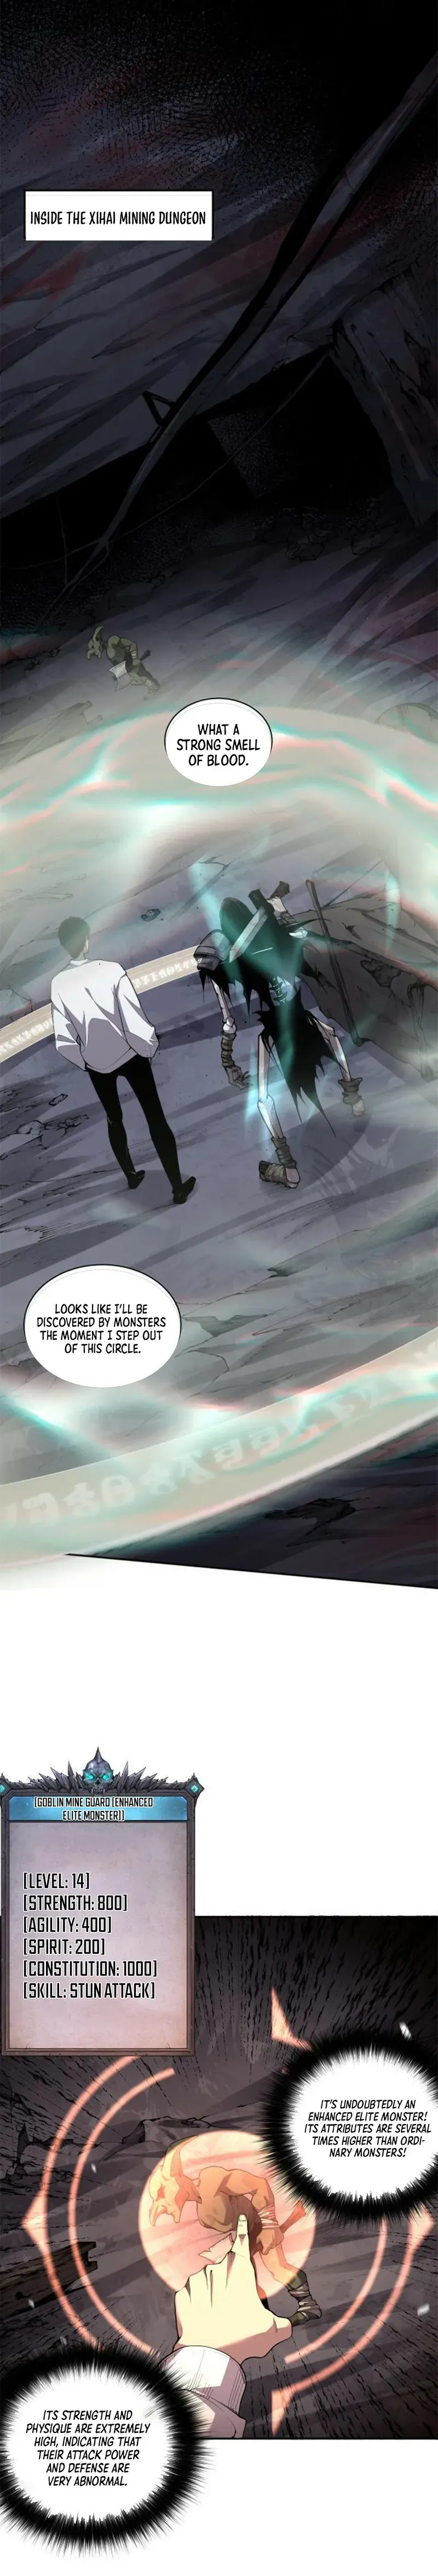 INSIDE THE XIHAI MINING DUNGEON
WHAT A
STRONG SMELL
OF BLOOD.
LOOKS LIKE I'LL BE
DISCOVERED BY MONSTERS
THE MOMENT I STEP OUT
OF THIS CIRCLE.
[GOBLIN MINE GUARD [ENHANCED
ELITE MONSTER]]
[LEVEL: 14]
[STRENGTH: 800]
[AGILITY: 400]
[SPIRIT: 200]
[CONSTITUTION: 1000]
[SKILL: STUN ATTACK]
IT'S UNDOUBTEDLY AN
ENHANCED ELITE MONSTER!
ITS ATTRIBUTES ARE SEVERAL
TIMES HIGHER THAN ORDI-
NARY MONSTERS!
ITS STRENGTH AND
PHYSIQUE ARE EXTREMELY
HIGH, INDICATING THAT
THEIR ATTACK POWER
AND DEFENSE ARE
VERY ABNORMAL.